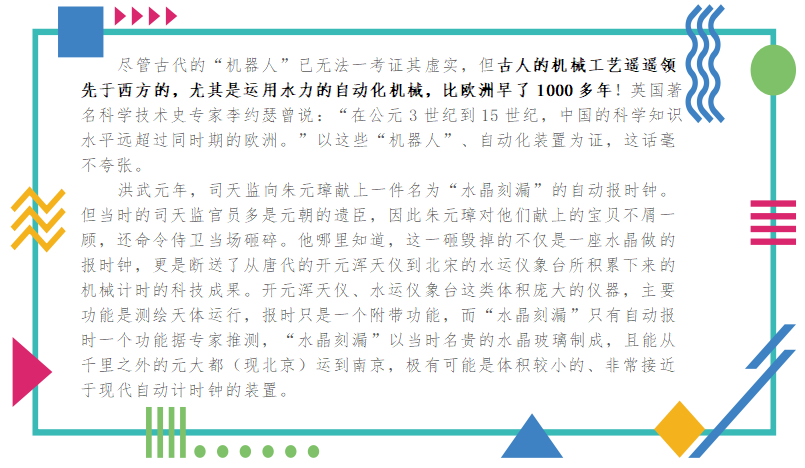 尽管古代的“机器人”已无法一考证其虚实，但古人的机械工艺遥遥领
先于西方的，尤其是运用水力的自动化机械，比欧洲早了 1000 多年！英国著
名科学技术史专家李约瑟曾说：“在公元 3 世纪到 15 世纪，中国的科学知识
水平远超过同时期的欧洲。”以这些“机器人”、自动化装置为证，这话毫
不夸张。
洪武元年，司天监向朱元璋献上一件名为“水晶刻漏”的自动报时钟。
但当时的司天监官员多是元朝的遗臣，因此朱元璋对他们献上的宝贝不屑一
顾，还命令侍卫当场砸碎。他哪里知道，这一砸毁掉的不仅是一座水晶做的
报时钟，更是断送了从唐代的开元浑天仪到北宋的水运仪象台所积累下来的
机械计时的科技成果。开元浑天仪、水运仪象台这类体积庞大的仪器，主要
功能是测绘天体运行，报时只是一个附带功能，而“水晶刻漏”只有自动报
时一个功能据专家推测，“水晶刻漏”以当时名贵的水晶玻璃制成，且能从
千里之外的元大都（现北京）运到南京，极有可能是体积较小的、非常接近
于现代自动计时钟的装置。